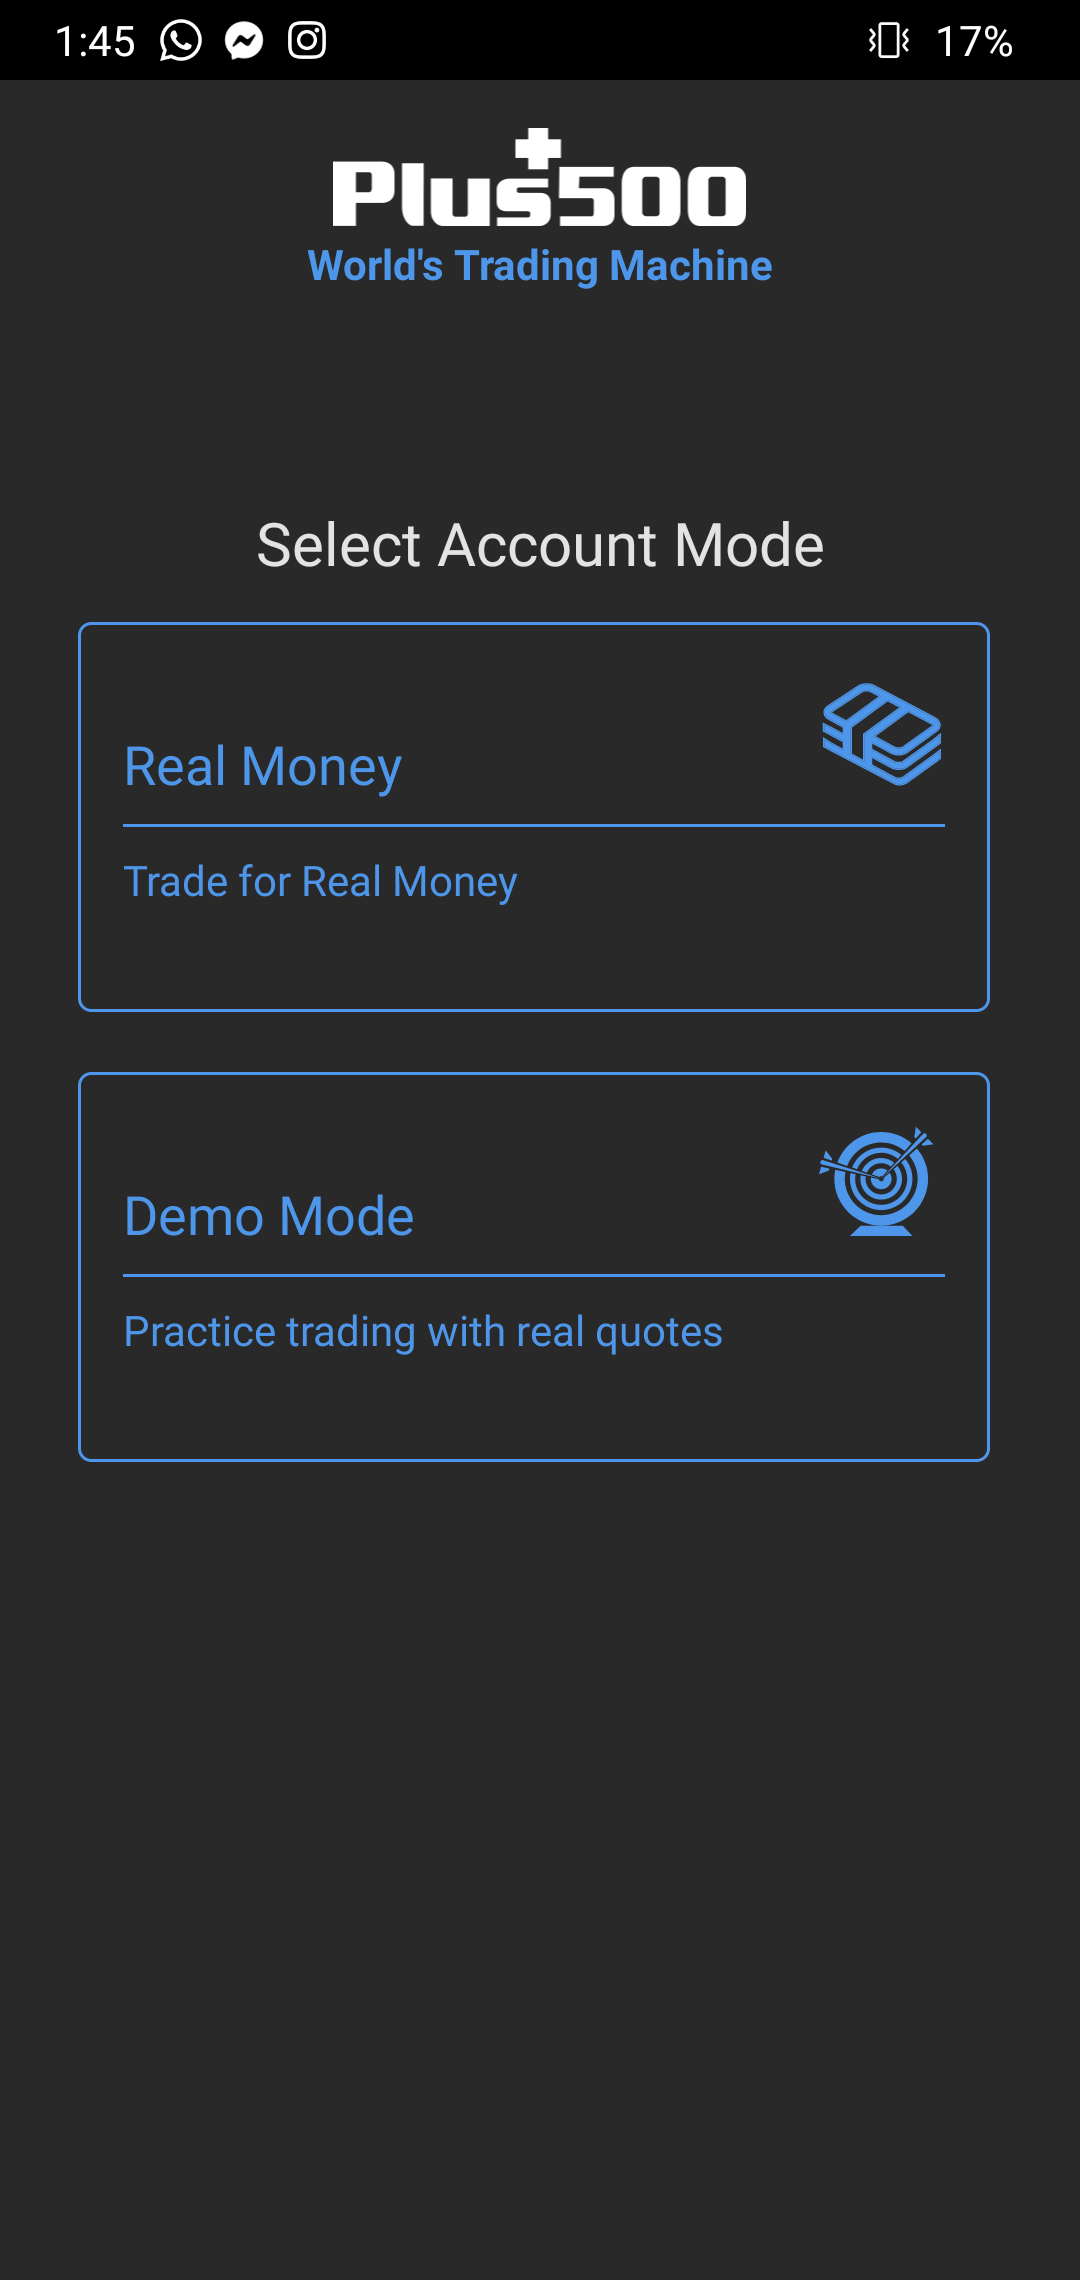 1:45 17%
Plus500
World's Trading Machine
Select Account Mode
Real Money
Trade for Real Money
Demo Mode
Practice trading with real quotes